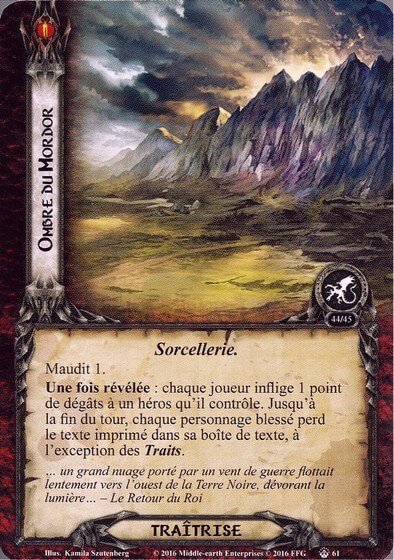 OMBRE DU MORDOR
44/45
Sorcellerie.
Maudit 1.
Une fois révélée : chaque joueur inflige 1 point
de dégâts à un héros qu'il contrôle. Jusqu'à
la fin du tour, chaque personnage blessé perd
le texte imprimé dans sa boîte de texte, à
l'exception des Traits.
... un grand nuage porté par un vent de guerre flottait
lentement vers l'ouest de la Terre Noire, dévorant la
lumière... – Le Retour du Roi
TRAÎTRISE
Illus. Kamila Szutenberg
© 2016 Middle-earth Enterprises © 2016 FFG
61